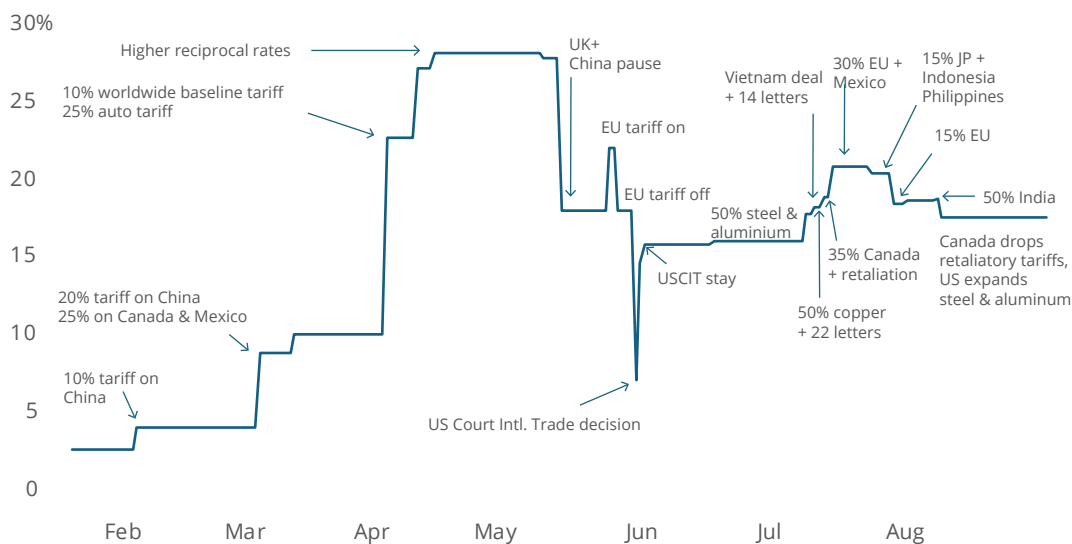 30%
25
20
15
10
5
0
Higher reciprocal rates
10% worldwide baseline tariff
25% auto tariff
20% tariff on China
25% on Canada & Mexico
10% tariff on
China
UK+
China pause
EU tariff on
EU tariff off
US Court Intl. Trade decision
USCIT stay
50% steel &
aluminium
Vietnam deal
+ 14 letters
50% copper
+ 22 letters
35% Canada
+ retaliation
30% EU +
Mexico
15% JP +
Indonesia
Philippines
15% EU
50% India
Canada drops
retaliatory tariffs,
US expands
steel & aluminum
Feb
Mar
Apr
May
Jun
Jul
Aug